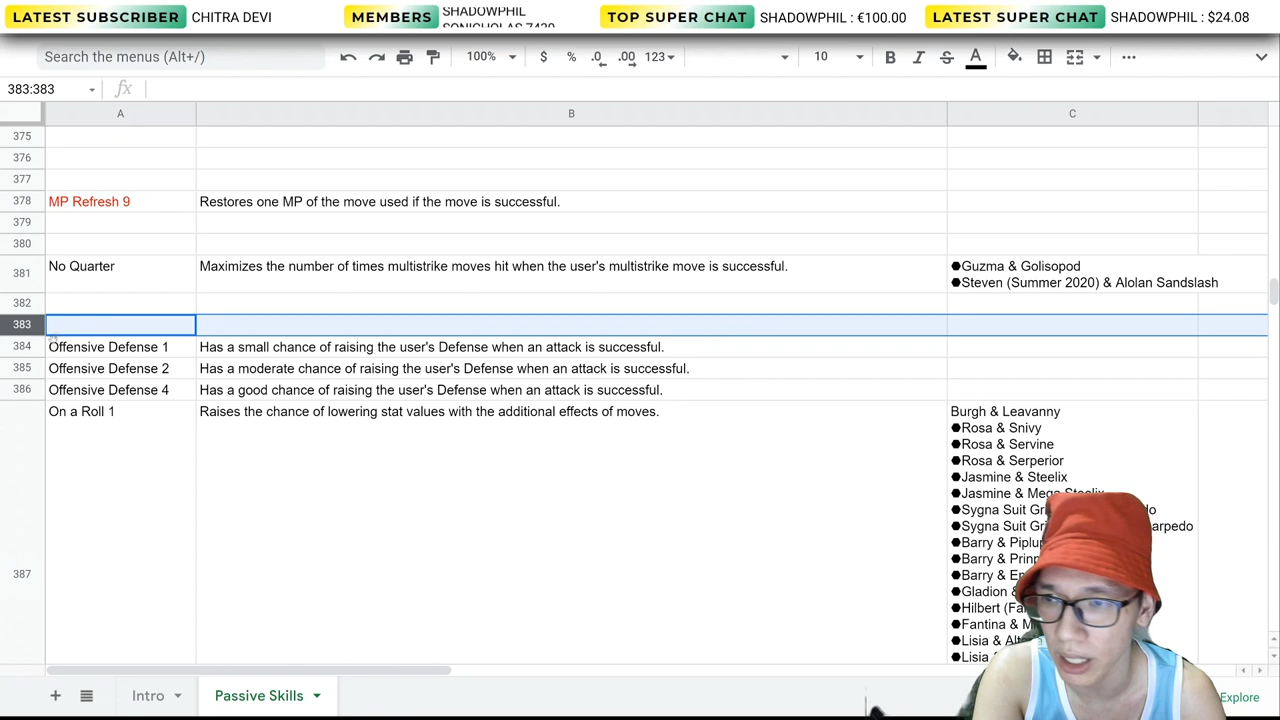 LATEST SUBSCRIBER CHITRA DEVI
MEMBERS SHADOWPHIL
TOP SUPER CHAT SHADOWPHIL : €100.00
LATEST SUPER CHAT SHADOWPHIL : $24.08
Search the menus (Alt+/)
100% $ % .0 .00 123 10 B I S A
383:383 fx
A B C
375
376
377
378 MP Refresh 9 Restores one MP of the move used if the move is successful.
379
380
381 No Quarter Maximizes the number of times multistrike moves hit when the user's multistrike move is successful. ●Guzma & Golisopod
●Steven (Summer 2020) & Alolan Sandslash
382
383
384 Offensive Defense 1 Has a small chance of raising the user's Defense when an attack is successful.
385 Offensive Defense 2 Has a moderate chance of raising the user's Defense when an attack is successful.
386 Offensive Defense 4 Has a good chance of raising the user's Defense when an attack is successful.
On a Roll 1 Raises the chance of lowering stat values with the additional effects of moves. Burgh & Leavanny
●Rosa & Snivy
●Rosa & Servine
●Rosa & Serperior
●Jasmine & Steelix
●Jasmine & Mega Steelix
●Sygna Suit
●Sygna Suit
●Barry &
●Barry &
387 ●Barry &
●Gladion &
●Hilbert
●Fantina &
●Lisia &
●Lisia
Intro Passive Skills Explore